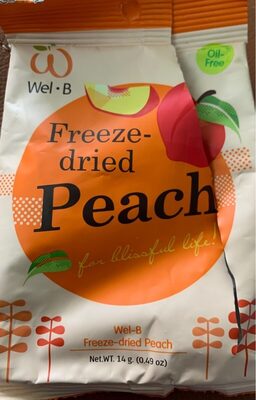 Oil-
Free
Wel·B
Freeze-
dried
Peach
for blissful life!
Wel-B
Freeze-dried Peach
Net.WT. 14 g. (0.49 oz)